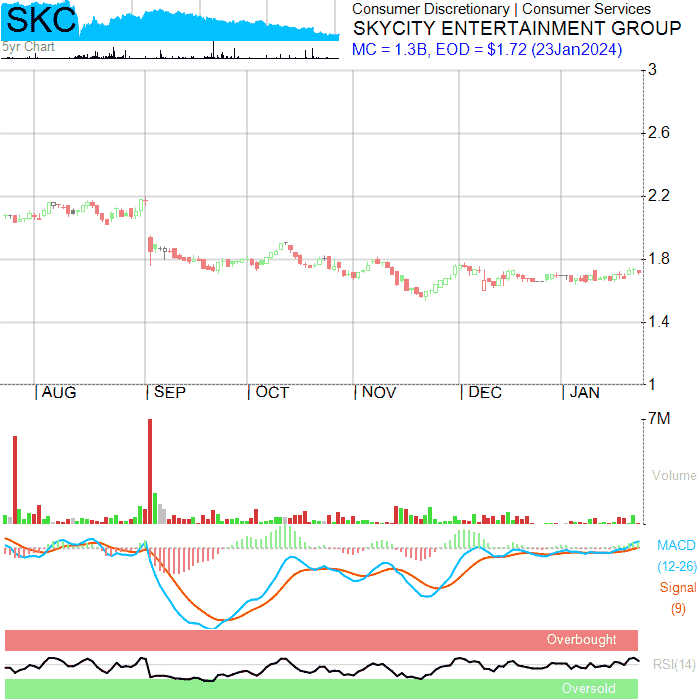 SKC
5yr Chart
Consumer Discretionary | Consumer Services
SKYCITY ENTERTAINMENT GROUP
MC = 1.3B, EOD = $1.72 (23Jan2024)
3
2.6
2.2
1.8
1.4
1
| AUG | SEP | OCT | NOV | DEC | JAN
7M
Volume
MACD
(12-26)
Signal
(9)
Overbought
RSI(14)
Oversold